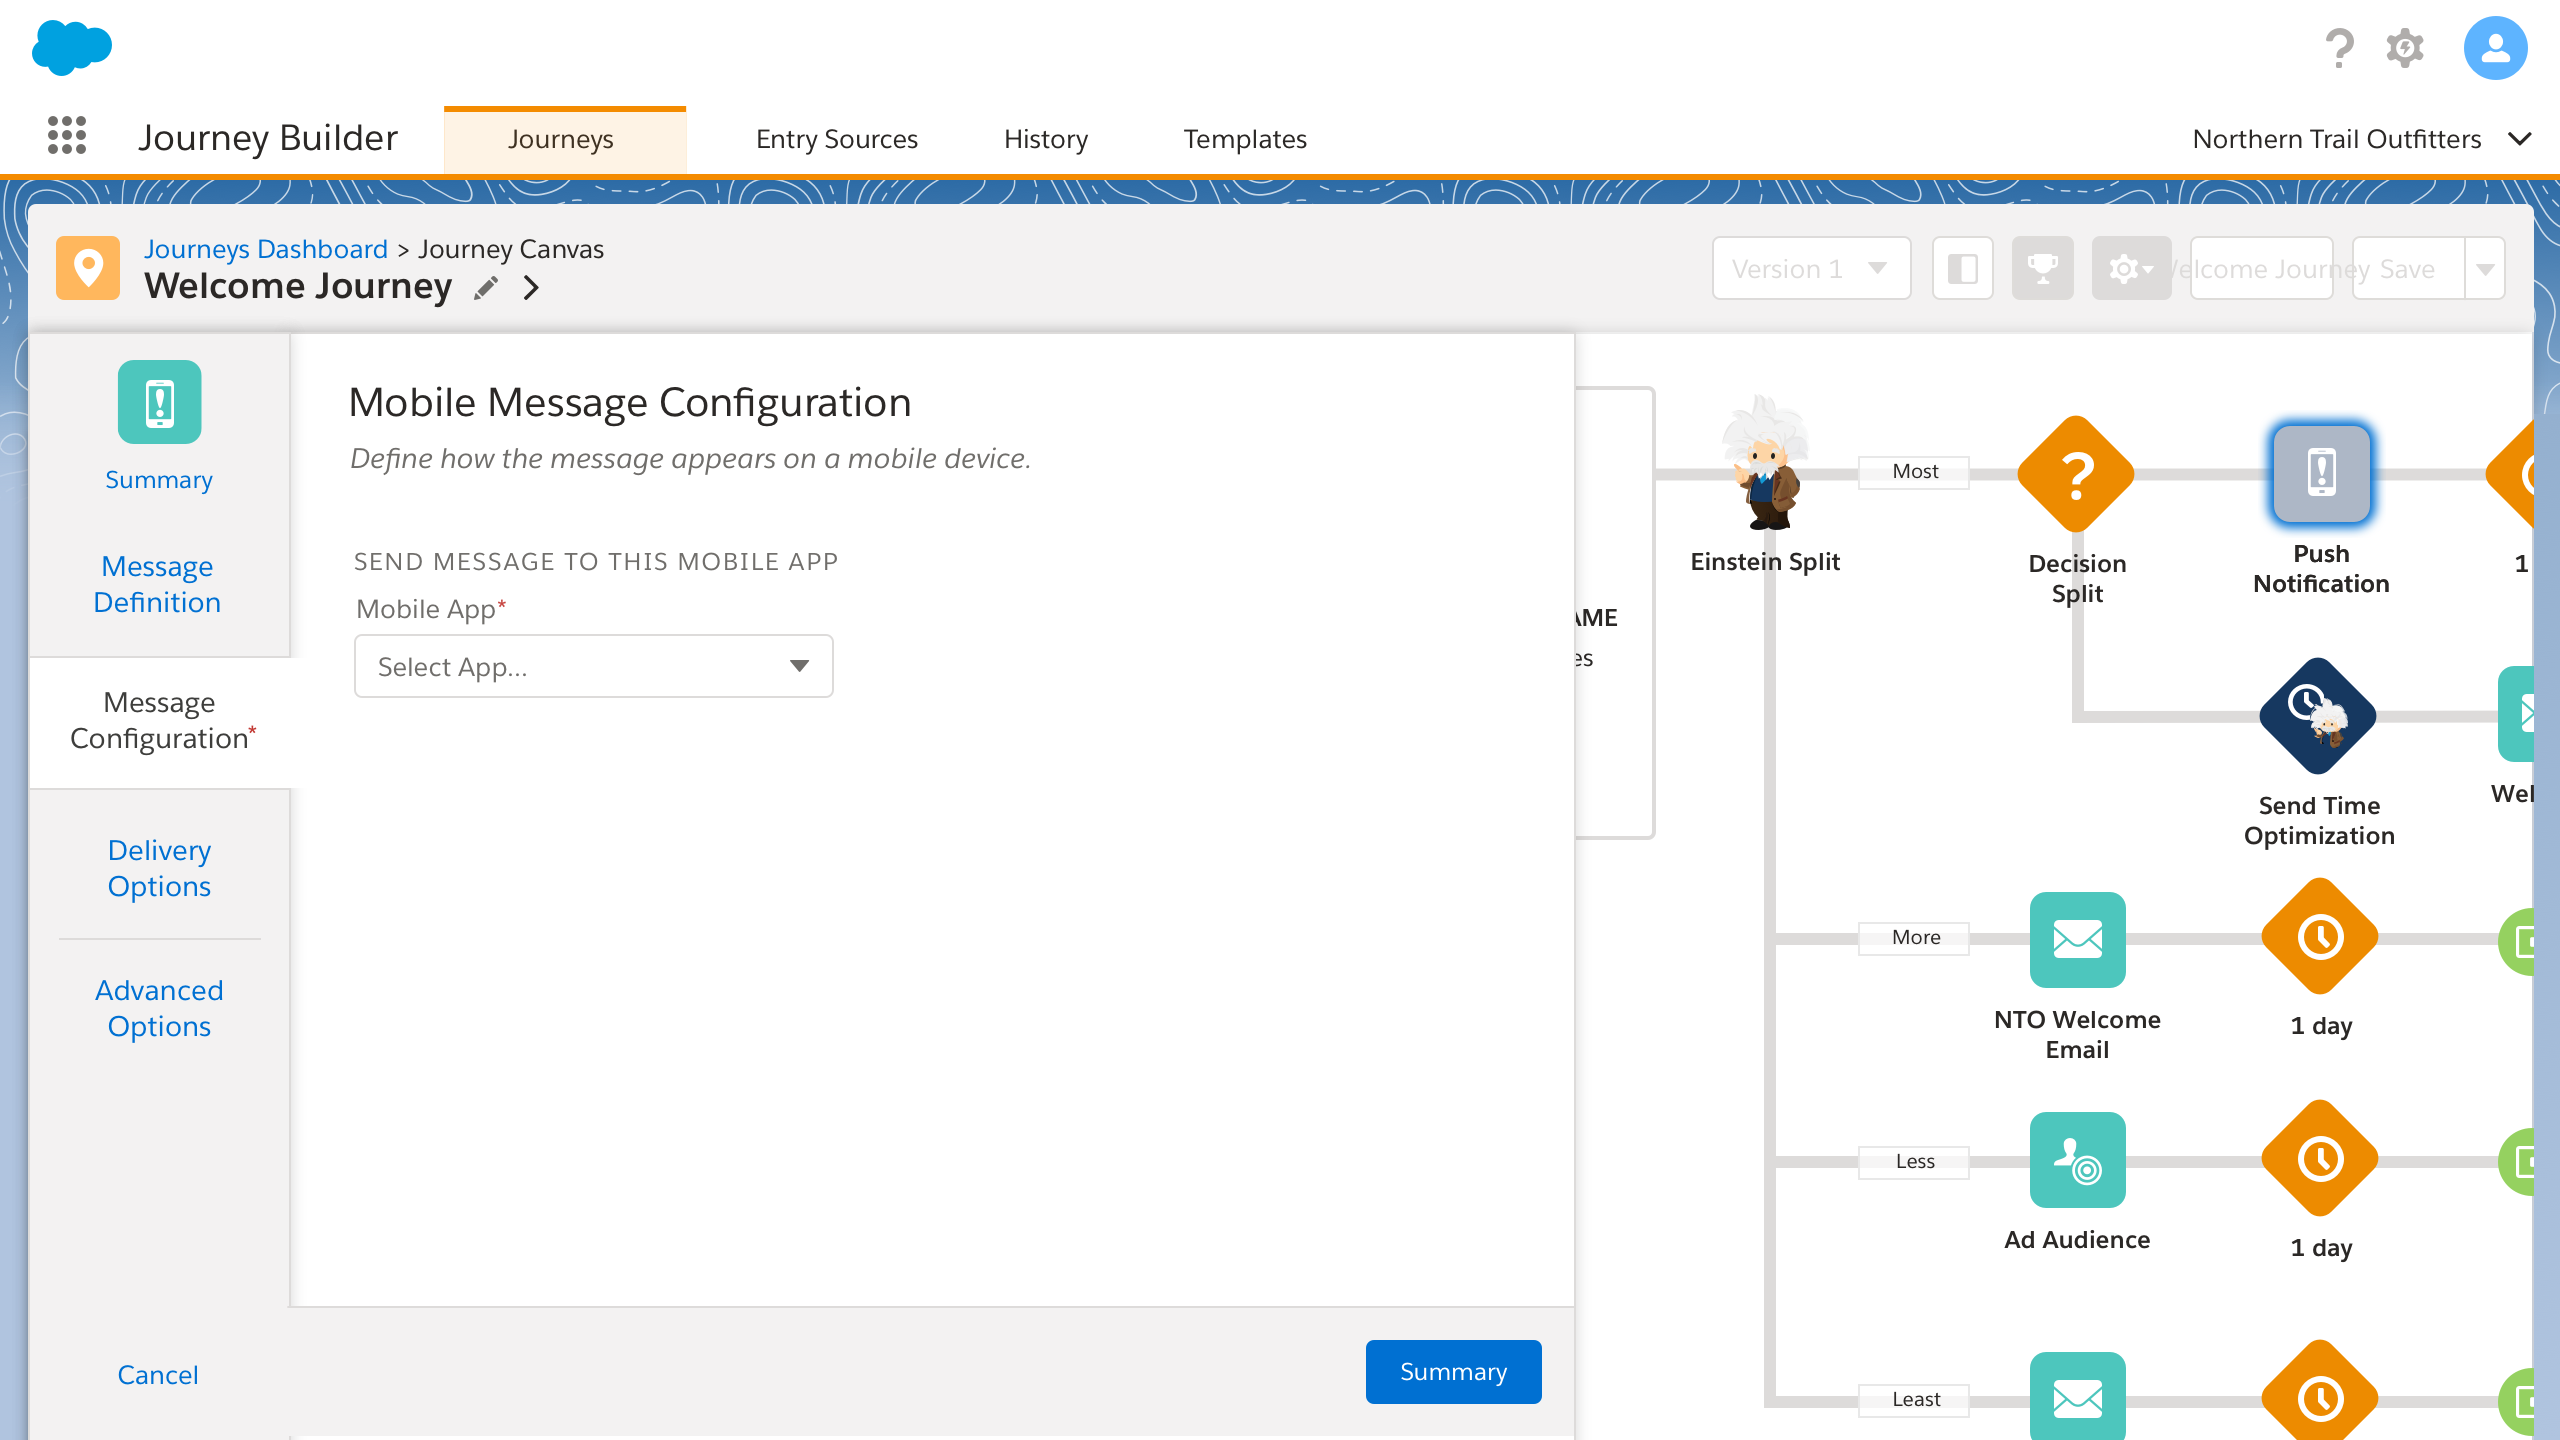 Journey Builder
Journeys
Entry Sources
History
Templates
Northern Trail Outfitters
Journeys Dashboard > Journey Canvas
Welcome Journey
Version 1
Welcome Journey
Save
Summary
Message
Definition
Message
Configuration*
Delivery
Options
Advanced
Options
Cancel
Mobile Message Configuration
Define how the message appears on a mobile device.
SEND MESSAGE TO THIS MOBILE APP
Mobile App*
Select App...
Summary
AME
es
Einstein Split
Most
?
Decision
Split
Push
Notification
1
Send Time
Optimization
Wel
More
NTO Welcome
Email
1 day
Less
Ad Audience
1 day
Least